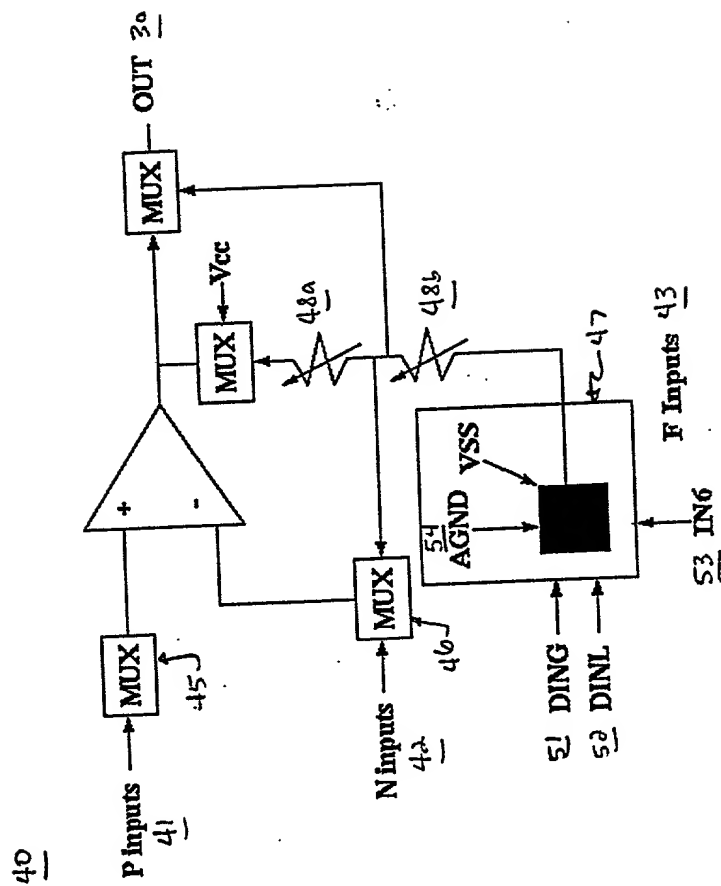 40
P inputs
41
MUX
45
+
-
MUX
Vcc
MUX
OUT 30
48a
48b
N inputs
42
MUX
46
54
AGND
VSS
47
51 DING
52 DINL
53 IN6
F Inputs 43